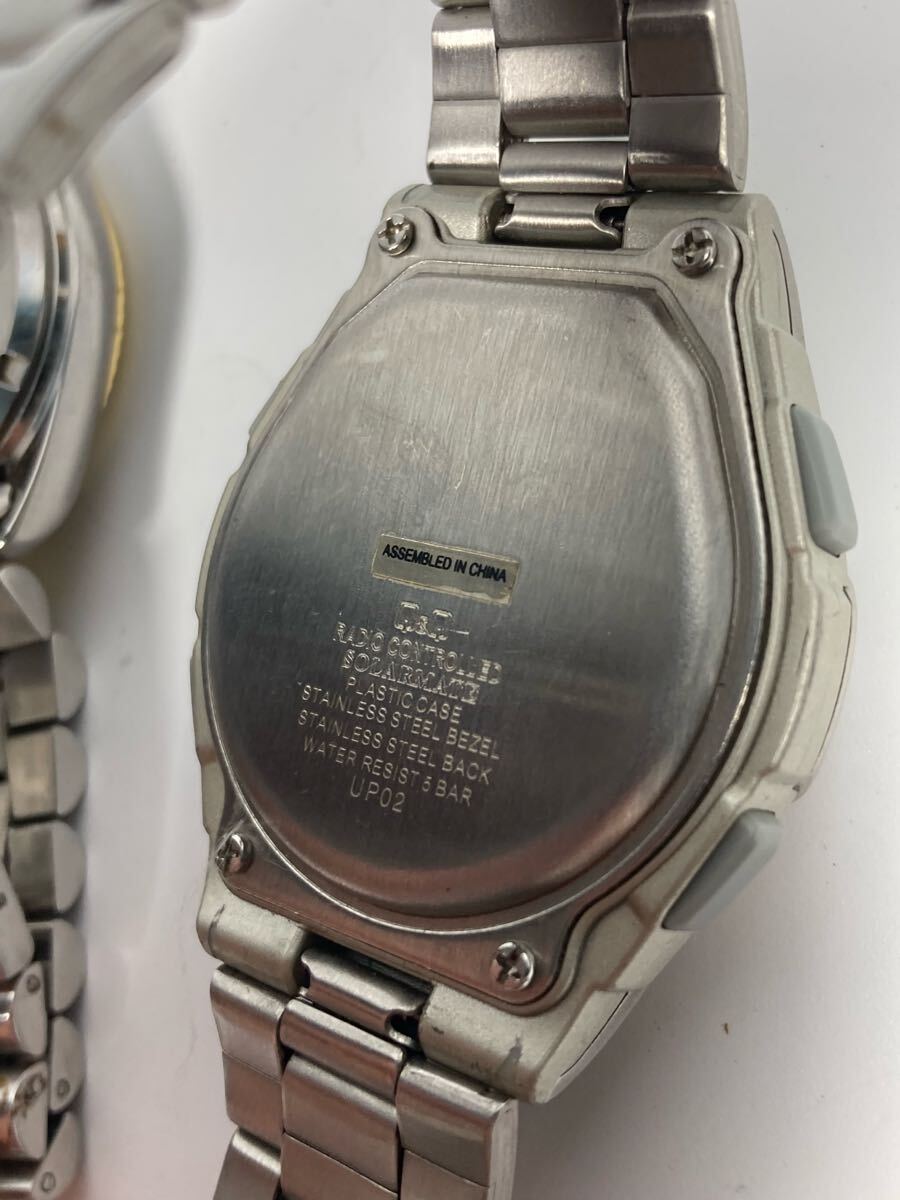 ASSEMBLED IN CHINA
Q&Q
RADIO CONTROLLED
SOLARMATE
PLASTIC CASE
STAINLESS STEEL BEZEL
STAINLESS STEEL BACK
WATER RESIST 5 BAR
UP02